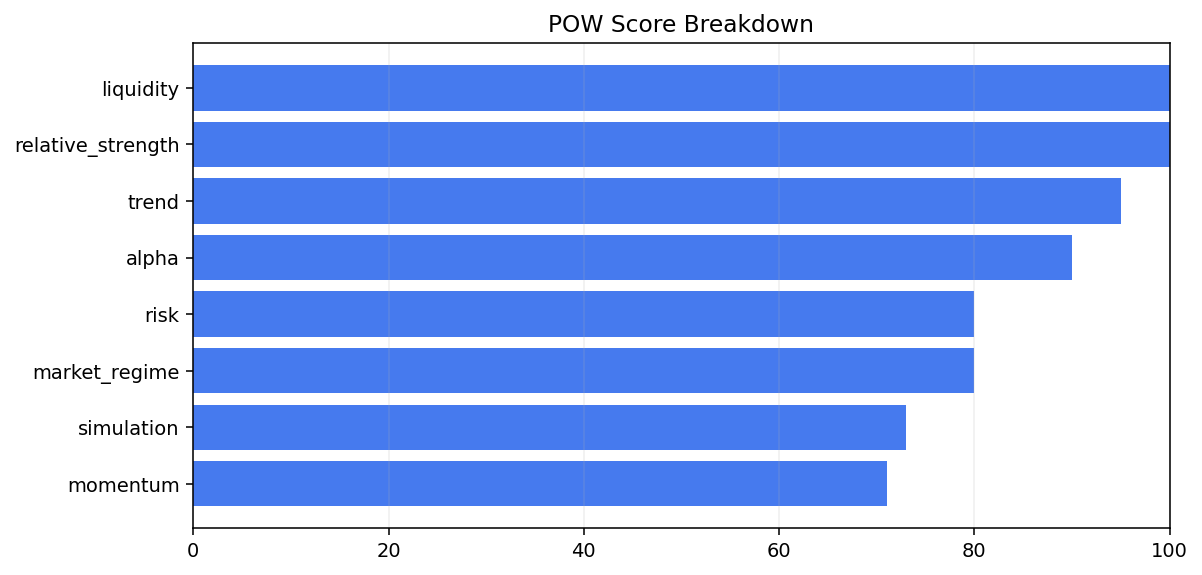 POW Score Breakdown
liquidity
relative_strength
trend
alpha
risk
market_regime
simulation
momentum
0 20 40 60 80 100